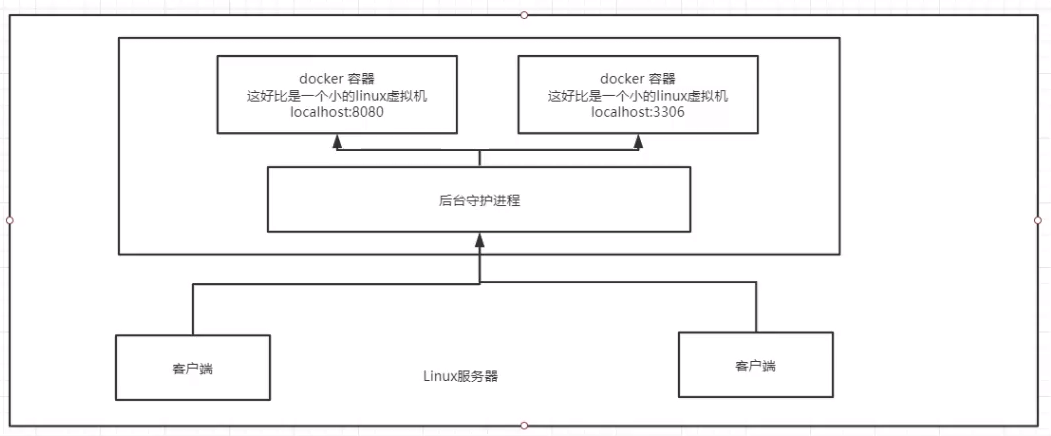 docker 容器
这好比是一个小的linux虚拟机
localhost:8080
docker 容器
这好比是一个小的linux虚拟机
localhost:3306
后台守护进程
客户端
Linux服务器
客户端